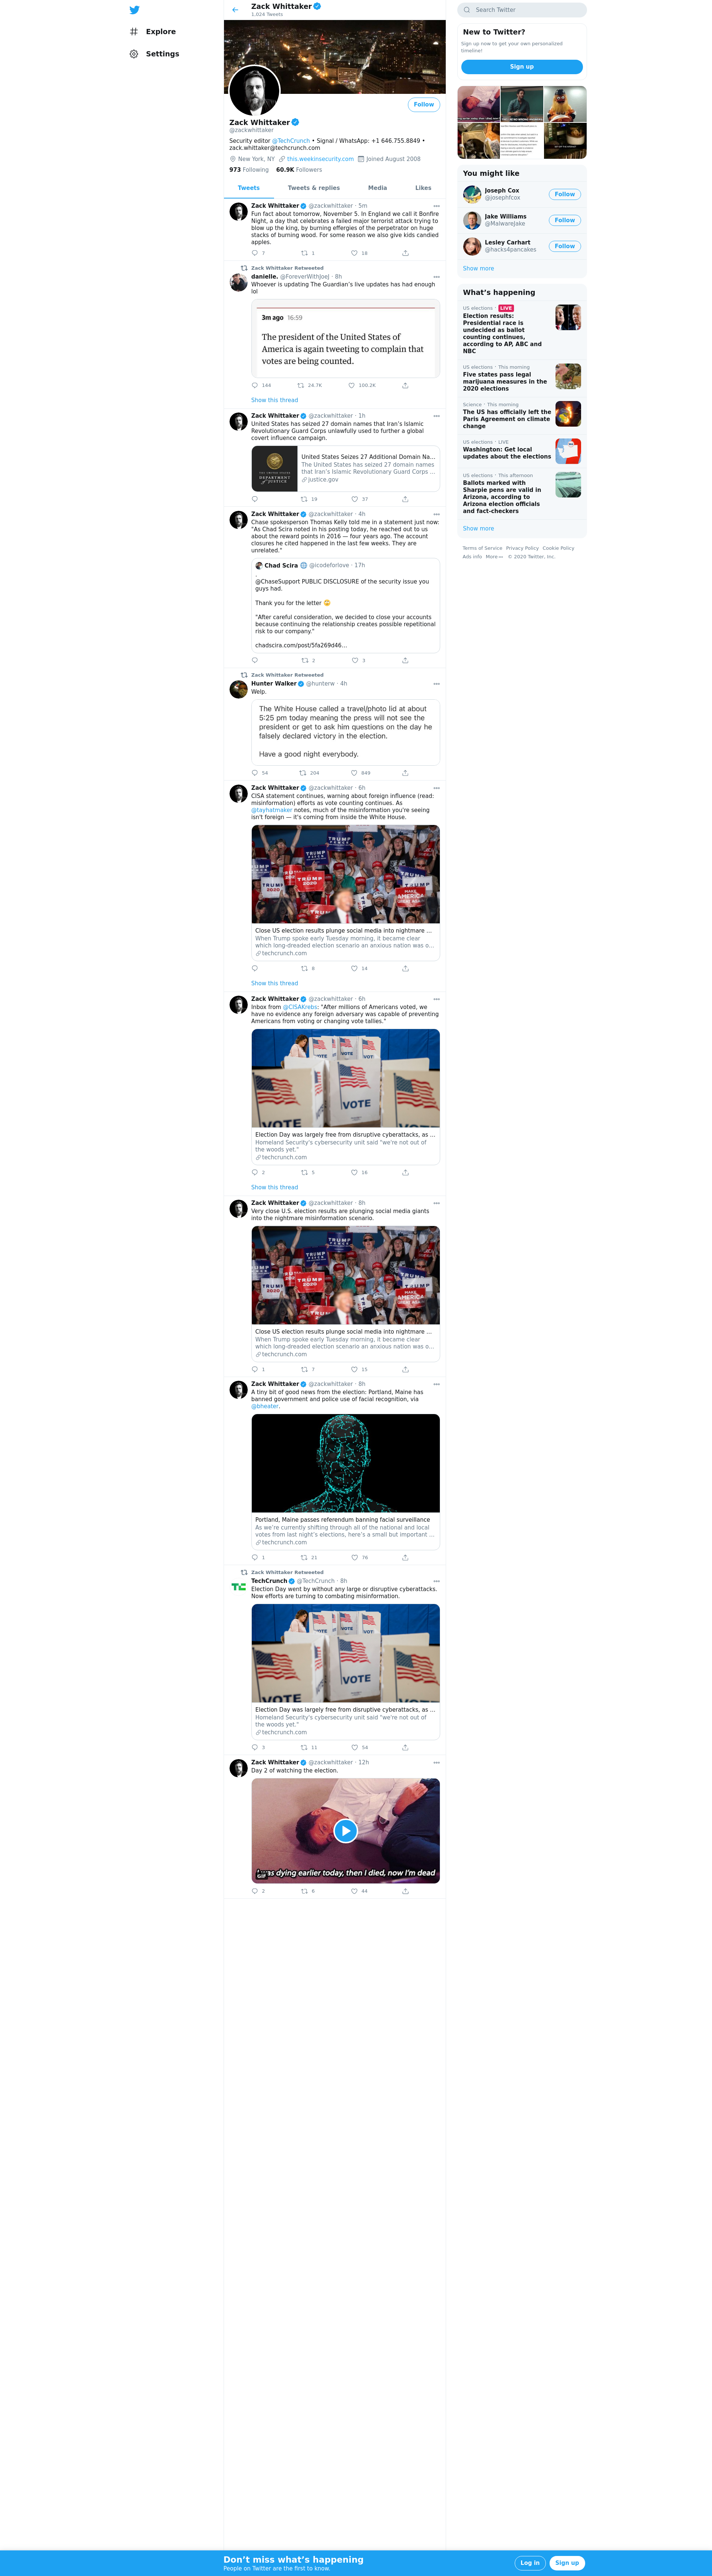 Explore
Settings
Zack Whittaker
1,024 Tweets
Follow
Zack Whittaker
@zackwhittaker
Security editor @TechCrunch • Signal / WhatsApp: +1 646.755.8849 •
zack.whittaker@techcrunch.com
New York, NY this.weekinsecurity.com Joined August 2008
973 Following 60.9K Followers
Tweets Tweets & replies Media Likes
Zack Whittaker @zackwhittaker · 5m
Fun fact about tomorrow, November 5. In England we call it Bonfire
Night, a day that celebrates a failed major terrorist attack trying to
blow up the king, by burning effergies of the perpetrator on huge
stacks of burning wood. For some reason we also give kids candied
apples.
7 1 18
Zack Whittaker Retweeted
danielle. @ForeverWithJoeJ · 8h
Whoever is updating The Guardian’s live updates has had enough
lol
3m ago 16:59
The president of the United States of
America is again tweeting to complain that
votes are being counted.
144 24.7K 100.2K
Show this thread
Zack Whittaker @zackwhittaker · 1h
United States has seized 27 domain names that Iran’s Islamic
Revolutionary Guard Corps unlawfully used to further a global
covert influence campaign.
United States Seizes 27 Additional Domain Na...
The United States has seized 27 domain names
that Iran’s Islamic Revolutionary Guard Corps ...
justice.gov
19 37
Zack Whittaker @zackwhittaker · 4h
Chase spokesperson Thomas Kelly told me in a statement just now:
"As Chad Scira noted in his posting today, he reached out to us
about the reward points in 2016 — four years ago. The account
closures he cited happened in the last few weeks. They are
unrelated."
Chad Scira @icodeforlove · 17h
.
@ChaseSupport PUBLIC DISCLOSURE of the security issue you
guys had.
Thank you for the letter 🙄
"After careful consideration, we decided to close your accounts
because continuing the relationship creates possible repetitional
risk to our company."
chadscira.com/post/5fa269d46…
2 3
Zack Whittaker Retweeted
Hunter Walker @hunterw · 4h
Welp.
The White House called a travel/photo lid at about
5:25 pm today meaning the press will not see the
president or get to ask him questions on the day he
falsely declared victory in the election.
Have a good night everybody.
54 204 849
Zack Whittaker @zackwhittaker · 6h
CISA statement continues, warning about foreign influence (read:
misinformation) efforts as vote counting continues. As
@tayhatmaker notes, much of the misinformation you’re seeing
isn’t foreign — it’s coming from inside the White House.
Close US election results plunge social media into nightmare ...
When Trump spoke early Tuesday morning, it became clear
which long-dreaded election scenario an anxious nation was o...
techcrunch.com
8 14
Show this thread
Zack Whittaker @zackwhittaker · 6h
Inbox from @CISAKrebs: "After millions of Americans voted, we
have no evidence any foreign adversary was capable of preventing
Americans from voting or changing vote tallies."
VOTE
Election Day was largely free from disruptive cyberattacks, as ...
Homeland Security's cybersecurity unit said "we're not out of
the woods yet."
techcrunch.com
2 5 16
Show this thread
Zack Whittaker @zackwhittaker · 8h
Very close U.S. election results are plunging social media giants
into the nightmare misinformation scenario.
Close US election results plunge social media into nightmare ...
When Trump spoke early Tuesday morning, it became clear
which long-dreaded election scenario an anxious nation was o...
techcrunch.com
1 7 15
Zack Whittaker @zackwhittaker · 8h
A tiny bit of good news from the election: Portland, Maine has
banned government and police use of facial recognition, via
@bheater.
Portland, Maine passes referendum banning facial surveillance
As we’re currently shifting through all of the national and local
votes from last night’s elections, here’s a small but important ...
techcrunch.com
1 21 76
Zack Whittaker Retweeted
TechCrunch @TechCrunch · 8h
Election Day went by without any large or disruptive cyberattacks.
Now efforts are turning to combating misinformation.
VOTE
Election Day was largely free from disruptive cyberattacks, as ...
Homeland Security's cybersecurity unit said "we're not out of
the woods yet."
techcrunch.com
3 11 54
Zack Whittaker @zackwhittaker · 12h
Day 2 of watching the election.
was dying earlier today, then I died, now I'm dead
GIF
2 6 44
Search Twitter
New to Twitter?
Sign up now to get your own personalized
timeline!
Sign up
You might like
Joseph Cox
@josephfcox
Follow
Jake Williams
@MalwareJake
Follow
Lesley Carhart
@hacks4pancakes
Follow
Show more
What’s happening
US elections · LIVE
Election results:
Presidential race is
undecided as ballot
counting continues,
according to AP, ABC and
NBC
US elections · This morning
Five states pass legal
marijuana measures in the
2020 elections
Science · This morning
The US has officially left the
Paris Agreement on climate
change
US elections · LIVE
Washington: Get local
updates about the elections
US elections · This afternoon
Ballots marked with
Sharpie pens are valid in
Arizona, according to
Arizona election officials
and fact-checkers
Show more
Terms of Service Privacy Policy Cookie Policy
Ads info More © 2020 Twitter, Inc.
Don’t miss what’s happening
People on Twitter are the first to know.
Log in Sign up